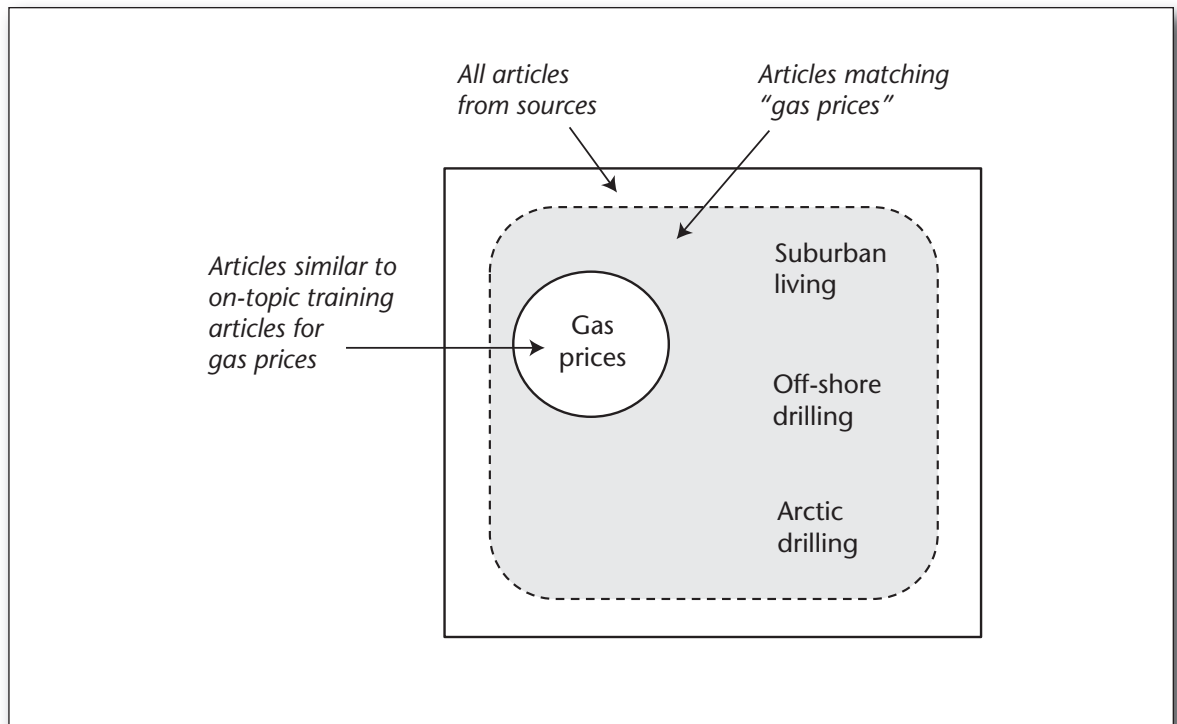 All articles
from sources
Articles matching
“gas prices”
Articles similar to
on-topic training
articles for
gas prices
Gas
prices
Suburban
living
Off-shore
drilling
Arctic
drilling